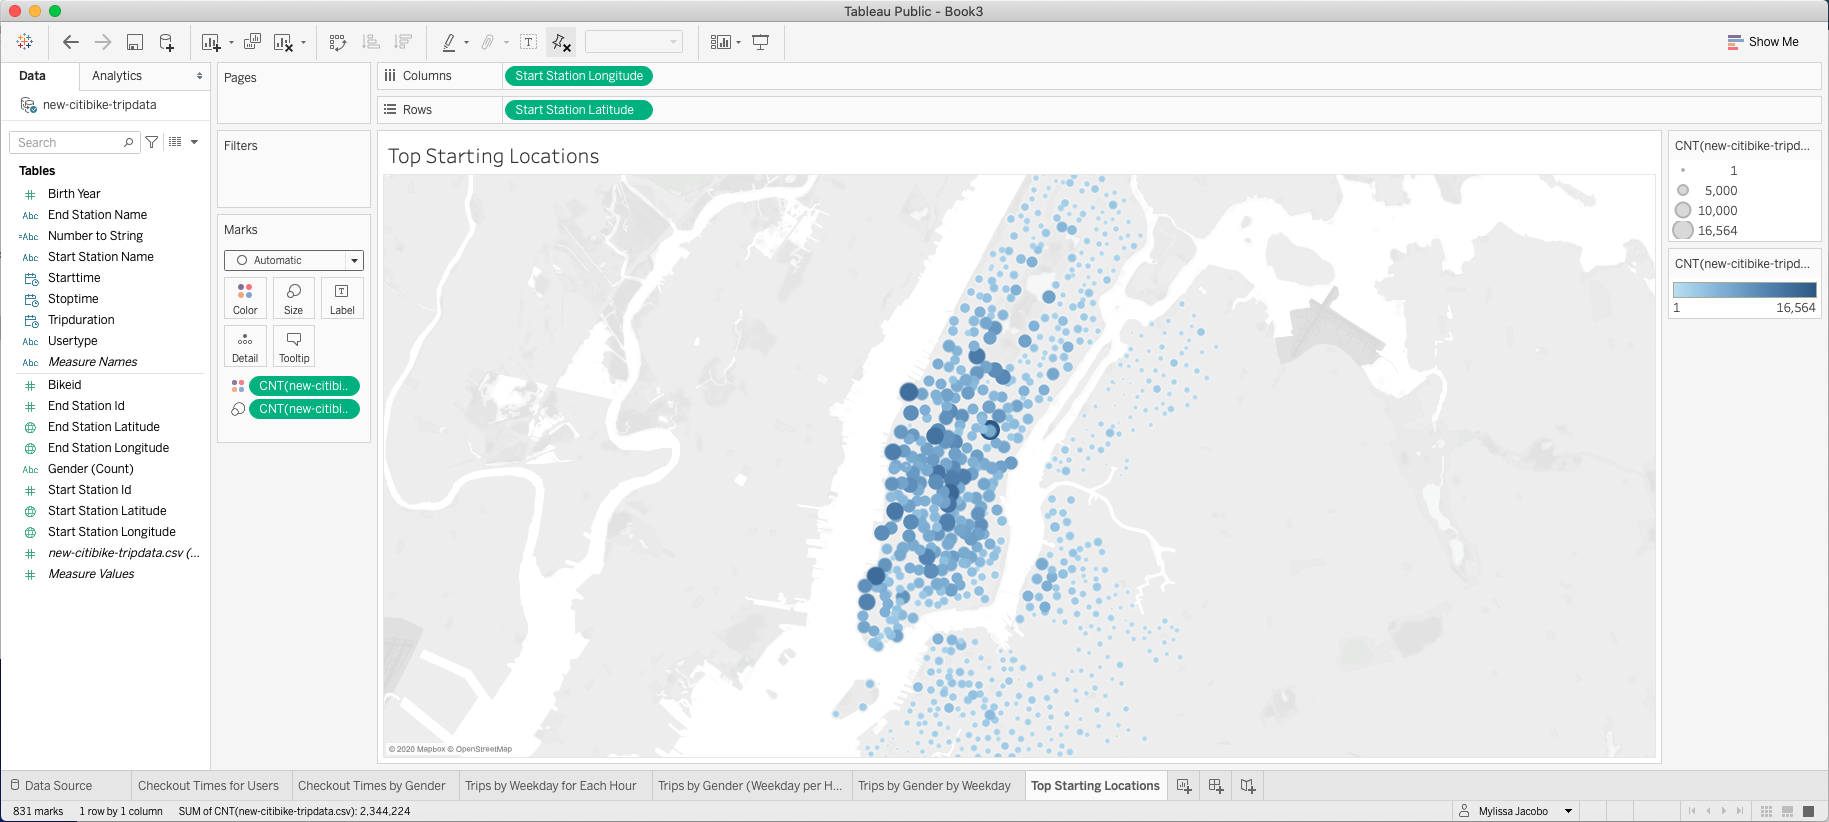 Tableau Public - Book3
Show Me
Data
Analytics
new-citibike-tripdata
Search
Tables
Birth Year
Abc End Station Name
=Abc Number to String
Abc Start Station Name
Starttime
Stoptime
Tripduration
Abc Usertype
Abc Measure Names
Bikeid
End Station Id
End Station Latitude
End Station Longitude
Abc Gender (Count)
Start Station Id
Start Station Latitude
Start Station Longitude
new-citibike-tripdata.csv (...
Measure Values
Pages
Filters
Marks
Automatic
Color
Size
Label
Detail
Tooltip
CNT(new-citibi..
CNT(new-citibi..
Columns
Start Station Longitude
Rows
Start Station Latitude
Top Starting Locations
© 2020 Mapbox © OpenStreetMap
CNT(new-citibike-tripd...
1
5,000
10,000
16,564
CNT(new-citibike-tripd...
1
16,564
Data Source
Checkout Times for Users
Checkout Times by Gender
Trips by Weekday for Each Hour
Trips by Gender (Weekday per H...
Trips by Gender by Weekday
Top Starting Locations
831 marks
1 row by 1 column
SUM of CNT(new-citibike-tripdata.csv): 2,344,224
Mylissa Jacobo